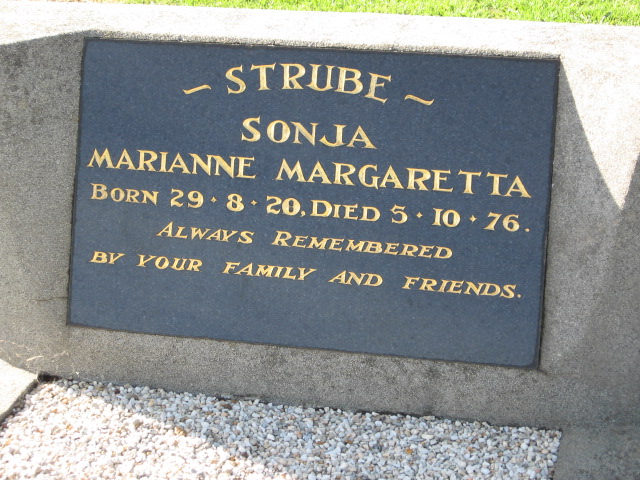 ~ STRUBE ~
SONJA
MARIANNE MARGARETTA
BORN 29·8·20, DIED 5·10·76.
ALWAYS REMEMBERED
BY YOUR FAMILY AND FRIENDS.